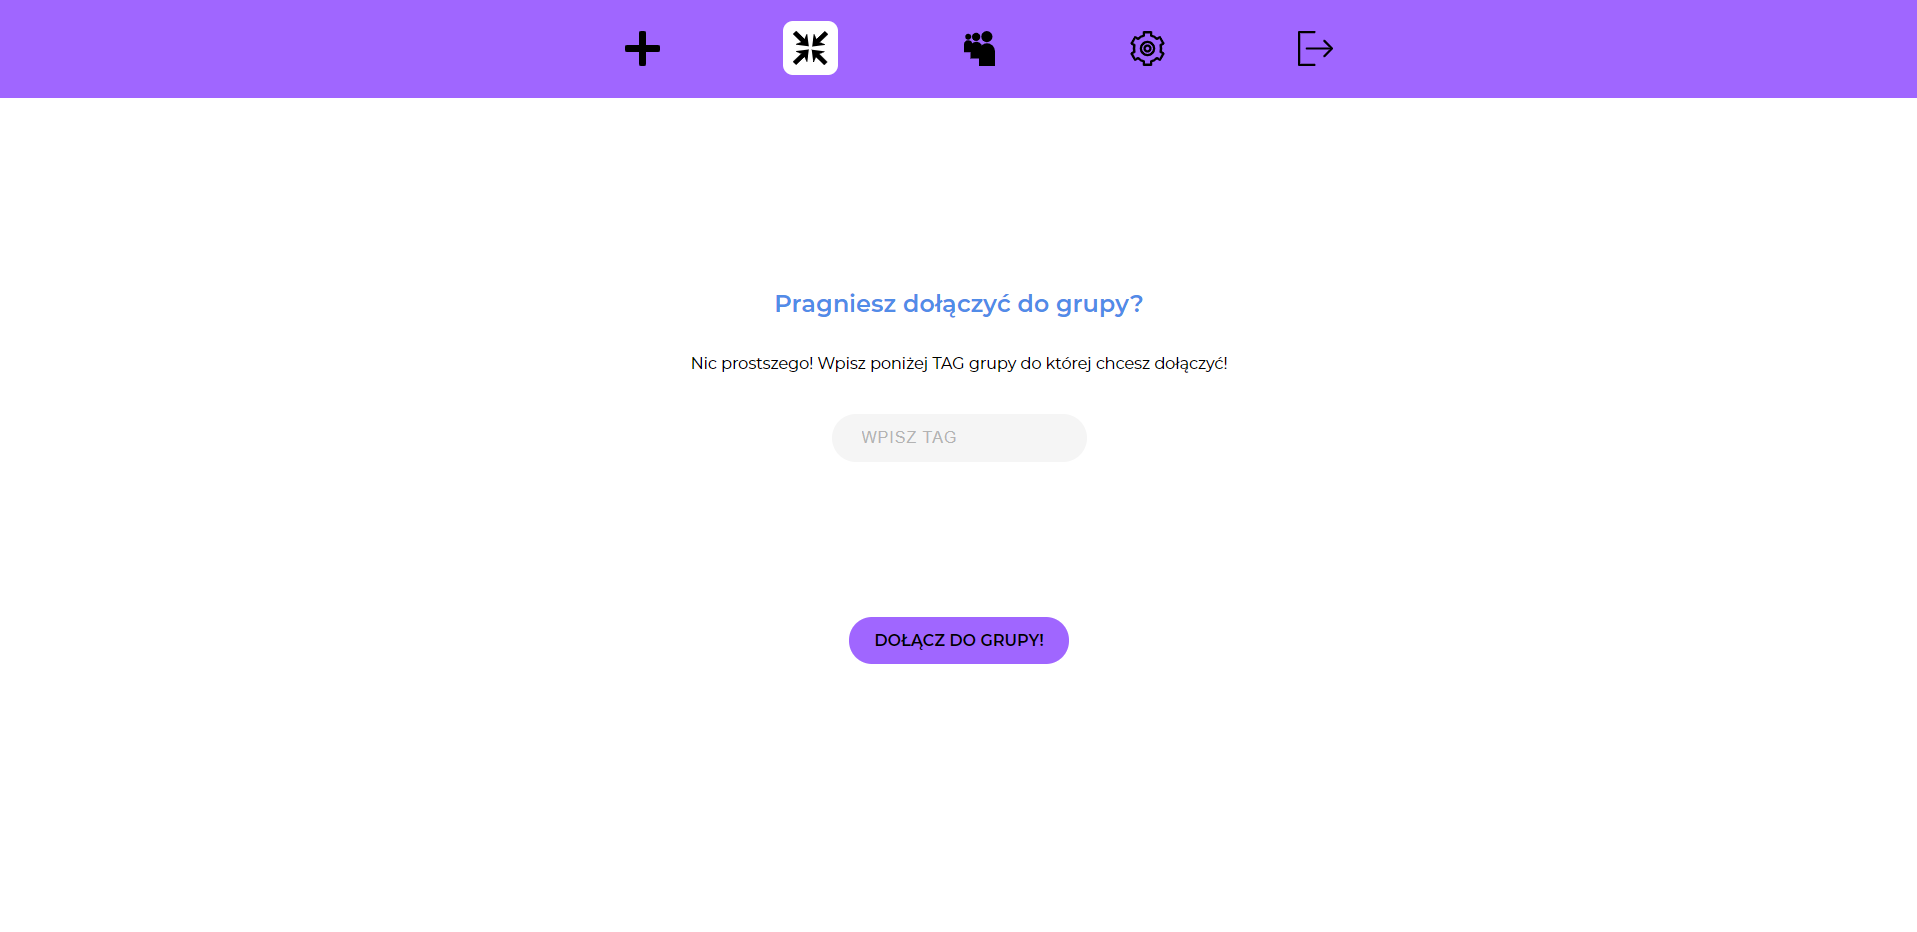 Pragniesz dołączyć do grupy?
Nic prostszego! Wpisz poniżej TAG grupy do której chcesz dołączyć!
WPISZ TAG
DOŁĄCZ DO GRUPY!